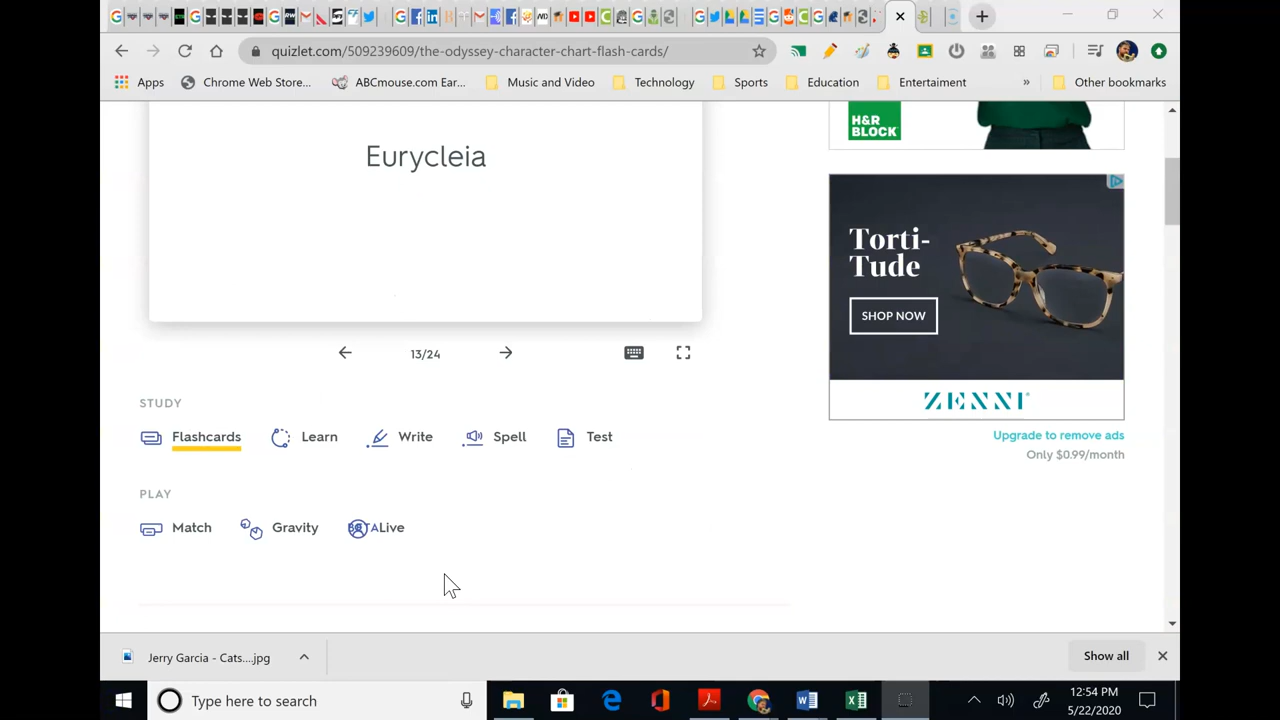 quizlet.com/509239609/the-odyssey-character-chart-flash-cards/
Apps
Chrome Web Store...
ABCmouse.com Ear...
Music and Video
Technology
Sports
Education
Entertaiment
»
Other bookmarks
H&R
BLOCK
Eurycleia
Torti-
Tude
SHOP NOW
ZENNI
13/24
STUDY
Flashcards
Learn
Write
Spell
Test
Upgrade to remove ads
Only $0.99/month
PLAY
Match
Gravity
Live
Jerry Garcia - Cats....jpg
Show all
Type here to search
12:54 PM
5/22/2020